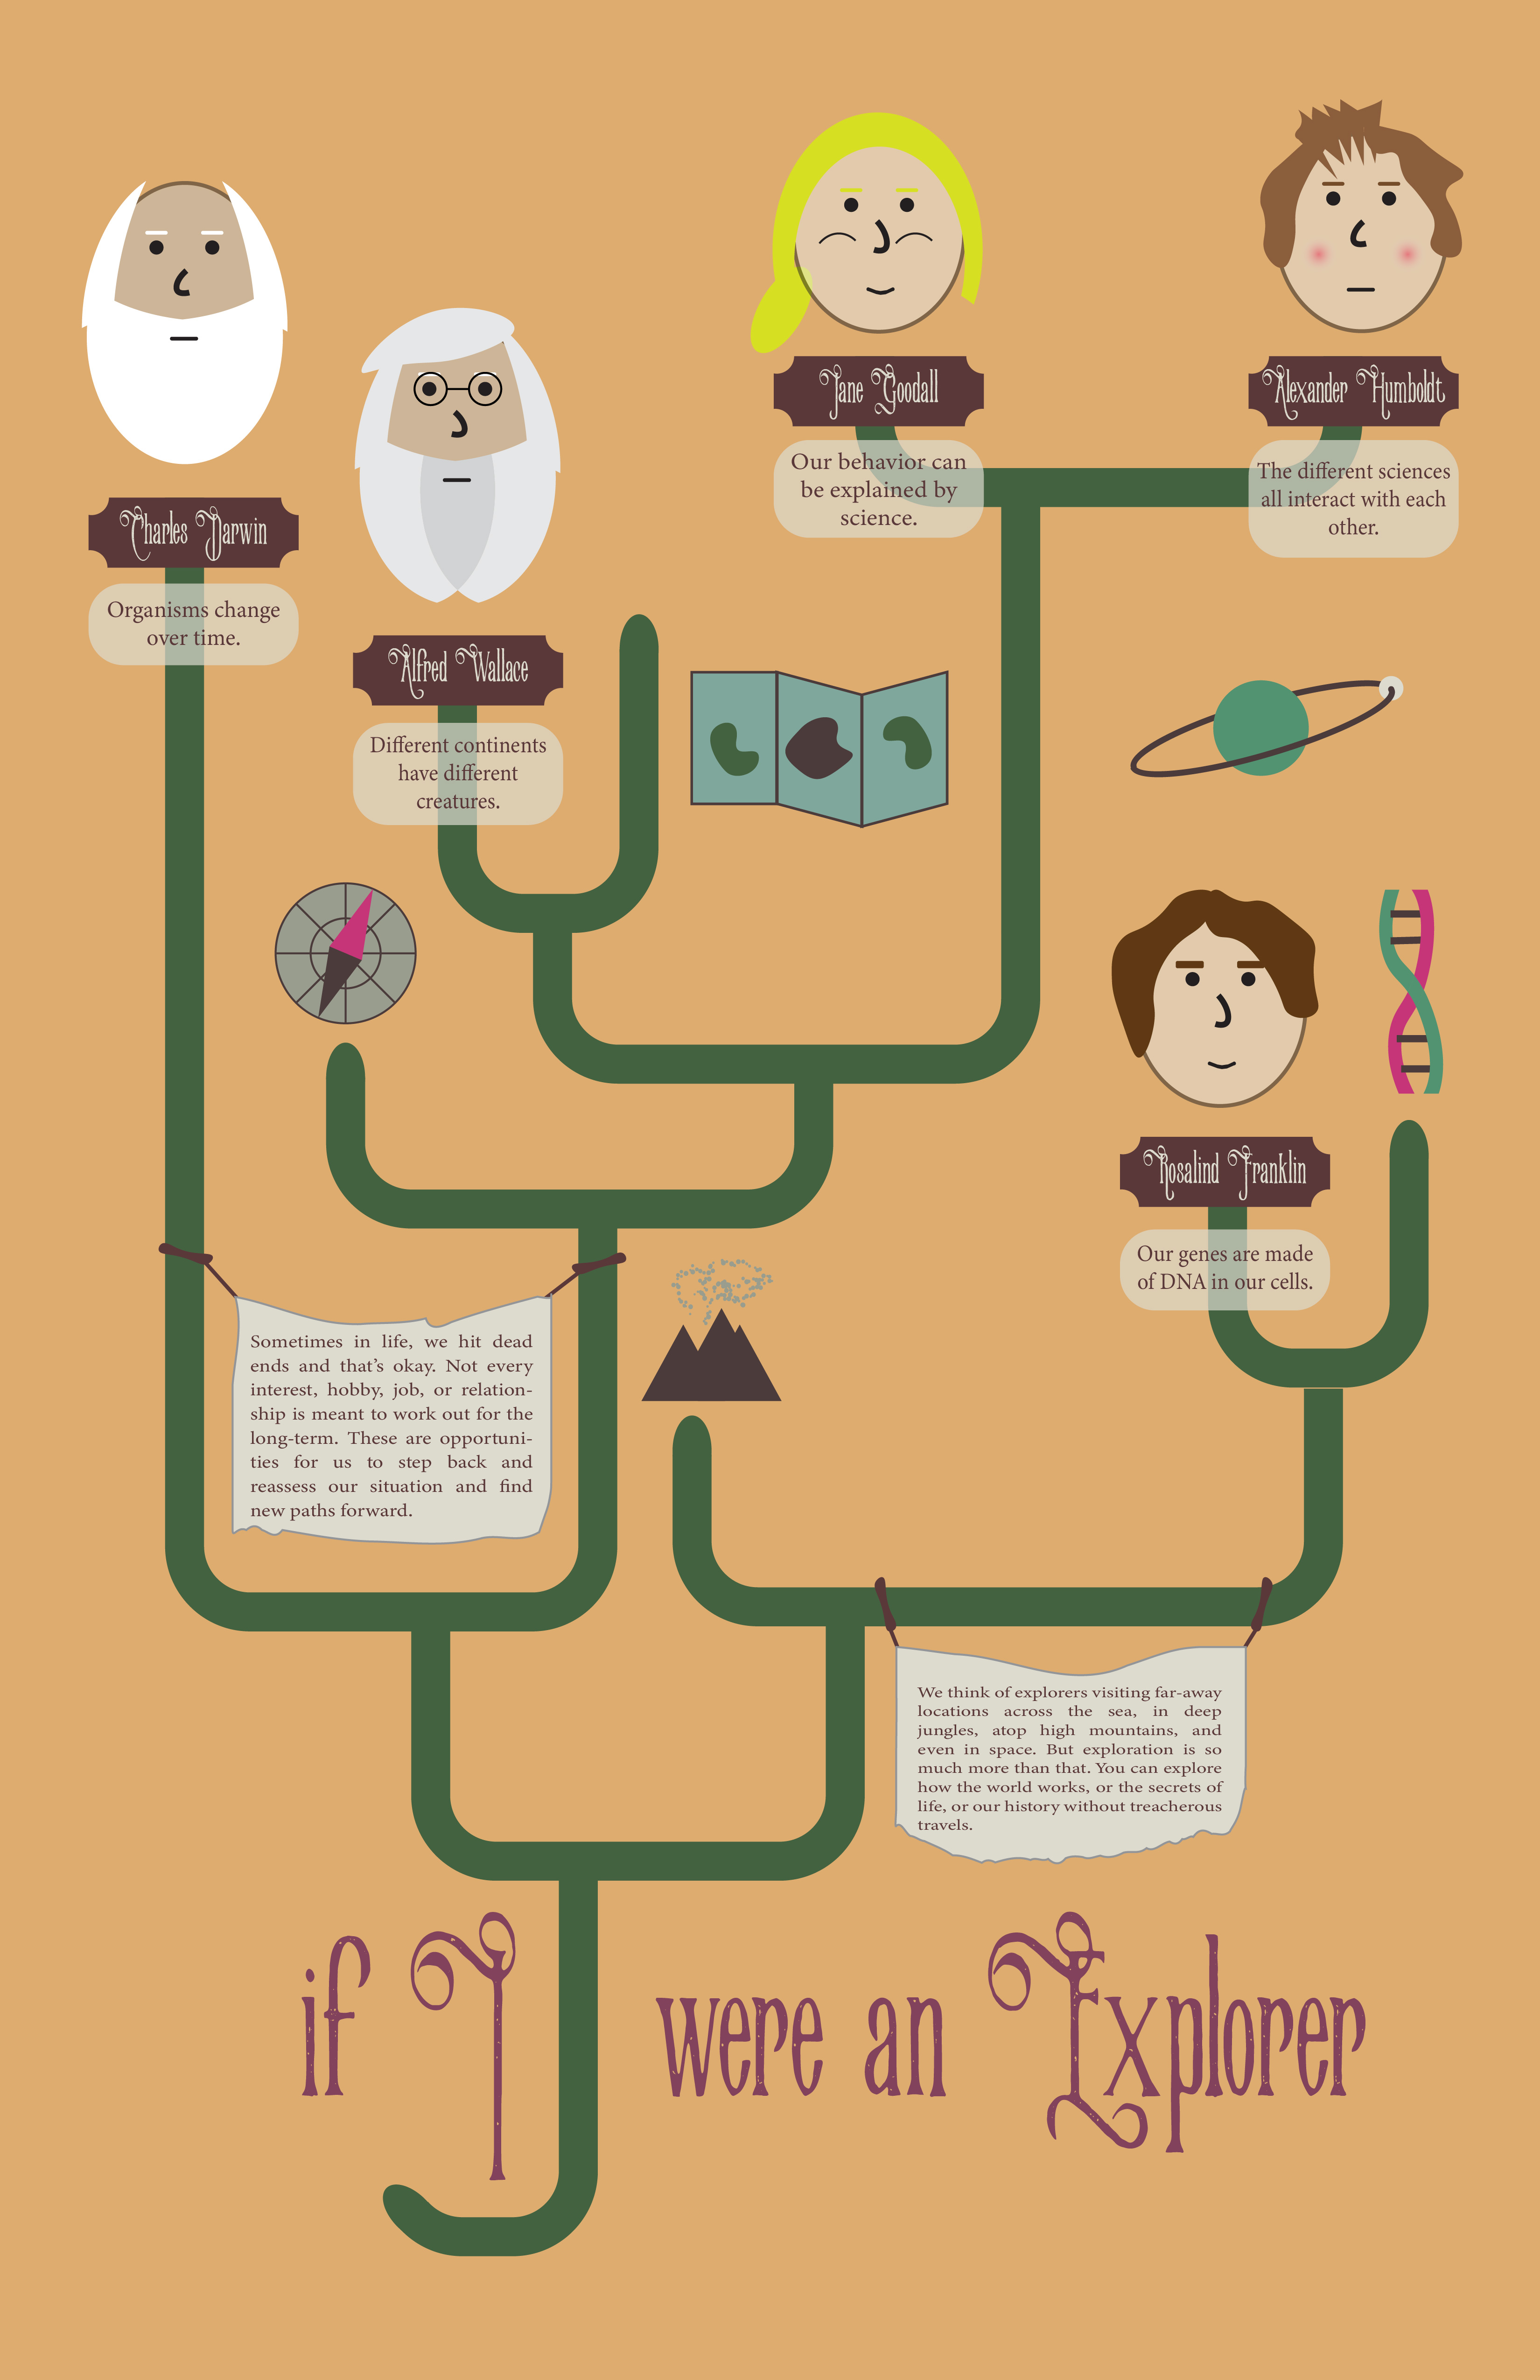 Jane Goodall
Our behavior can
be explained by
science.
Alexander Humboldt
The different sciences
all interact with each
other.
Charles Darwin
Organisms change
over time.
Alfred Wallace
Different continents
have different
creatures.
Rosalind Franklin
Our genes are made
of DNA in our cells.
Sometimes in life, we hit dead
ends and that’s okay. Not every
interest, hobby, job, or relation-
ship is meant to work out for the
long-term. These are opportuni-
ties for us to step back and
reassess our situation and find
new paths forward.
We think of explorers visiting far-away
locations across the sea, in deep
jungles, atop high mountains, and
even in space. But exploration is so
much more than that. You can explore
how the world works, or the secrets of
life, or our history without treacherous
travels.
if I were an Explorer